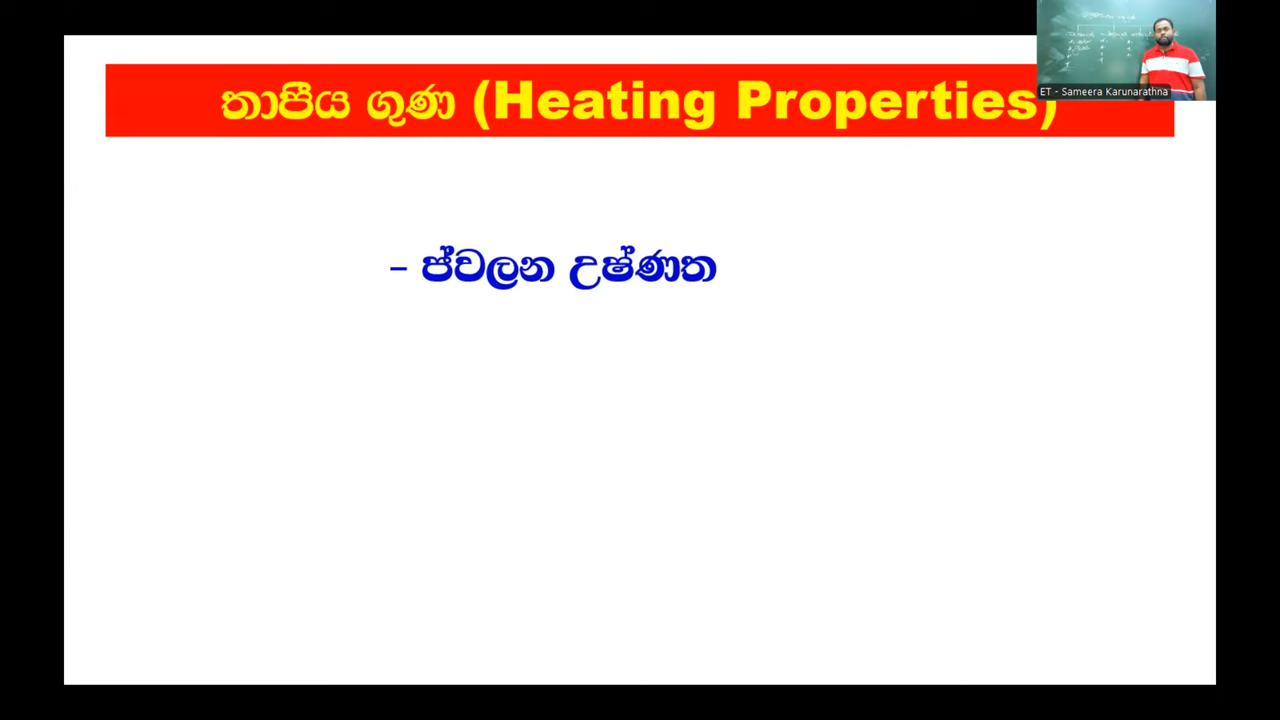 තාපීය ගුණ (Heating Properties)
ET - Sameera Karunarathna
– ජ්වලන උෂ්ණත